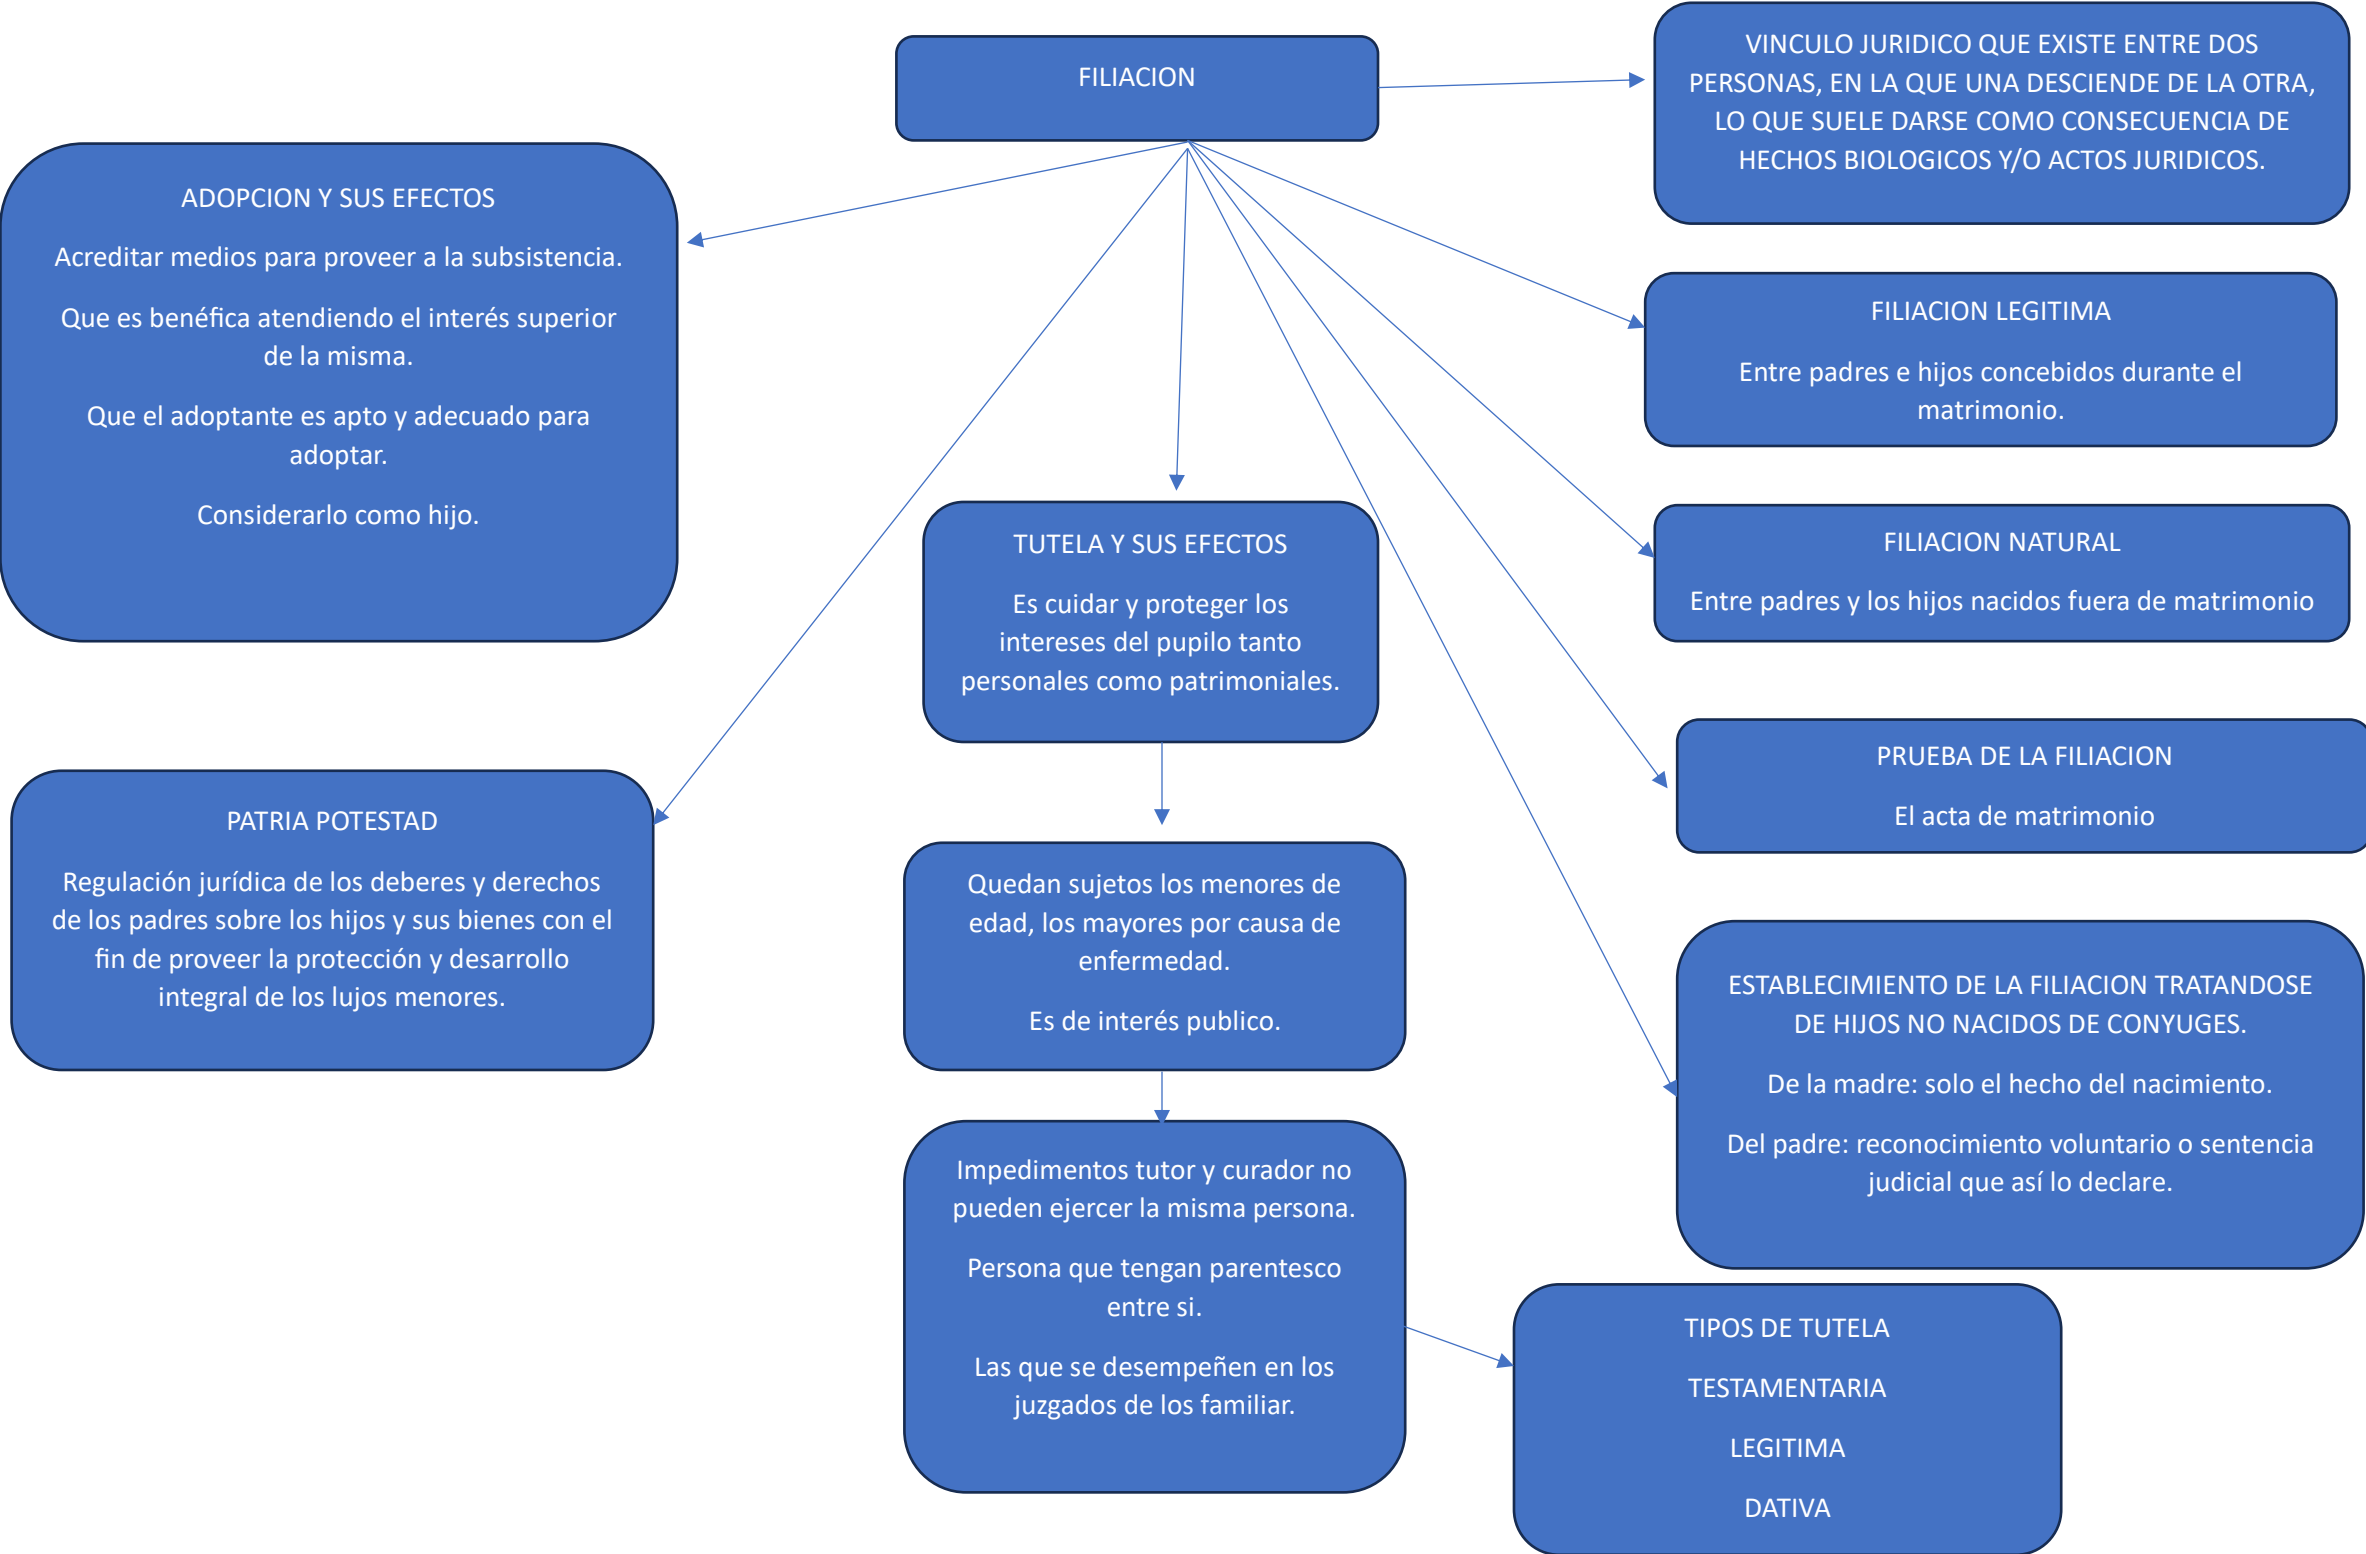 FILIACION
VINCULO JURIDICO QUE EXISTE ENTRE DOS
PERSONAS, EN LA QUE UNA DESCIENDE DE LA OTRA,
LO QUE SUELE DARSE COMO CONSECUENCIA DE
HECHOS BIOLOGICOS Y/O ACTOS JURIDICOS.
ADOPCION Y SUS EFECTOS
Acreditar medios para proveer a la subsistencia.
Que es benéfica atendiendo el interés superior
de la misma.
Que el adoptante es apto y adecuado para
adoptar.
Considerarlo como hijo.
FILIACION LEGITIMA
Entre padres e hijos concebidos durante el
matrimonio.
TUTELA Y SUS EFECTOS
Es cuidar y proteger los
intereses del pupilo tanto
personales como patrimoniales.
FILIACION NATURAL
Entre padres y los hijos nacidos fuera de matrimonio
PRUEBA DE LA FILIACION
El acta de matrimonio
PATRIA POTESTAD
Regulación jurídica de los deberes y derechos
de los padres sobre los hijos y sus bienes con el
fin de proveer la protección y desarrollo
integral de los lujos menores.
Quedan sujetos los menores de
edad, los mayores por causa de
enfermedad.
Es de interés publico.
ESTABLECIMIENTO DE LA FILIACION TRATANDOSE
DE HIJOS NO NACIDOS DE CONYUGES.
De la madre: solo el hecho del nacimiento.
Del padre: reconocimiento voluntario o sentencia
judicial que así lo declare.
Impedimentos tutor y curador no
pueden ejercer la misma persona.
Persona que tengan parentesco
entre si.
Las que se desempeñen en los
juzgados de los familiar.
TIPOS DE TUTELA
TESTAMENTARIA
LEGITIMA
DATIVA